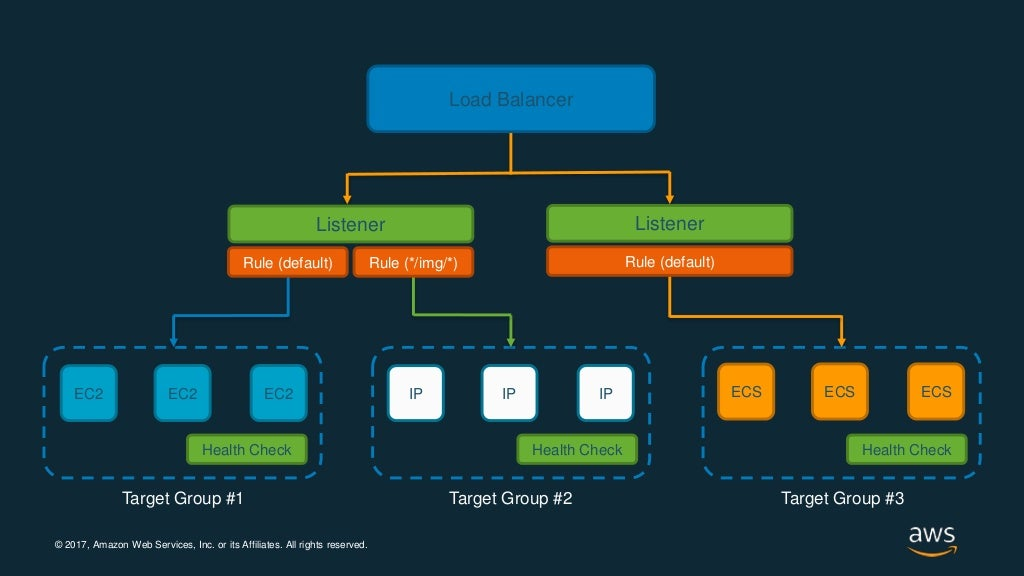 Load Balancer
Listener
Listener
Rule (default)
Rule (*/img/*)
Rule (default)
EC2
EC2
EC2
IP
IP
IP
ECS
ECS
ECS
Health Check
Health Check
Health Check
Target Group #1
Target Group #2
Target Group #3
© 2017, Amazon Web Services, Inc. or its Affiliates. All rights reserved.
aws